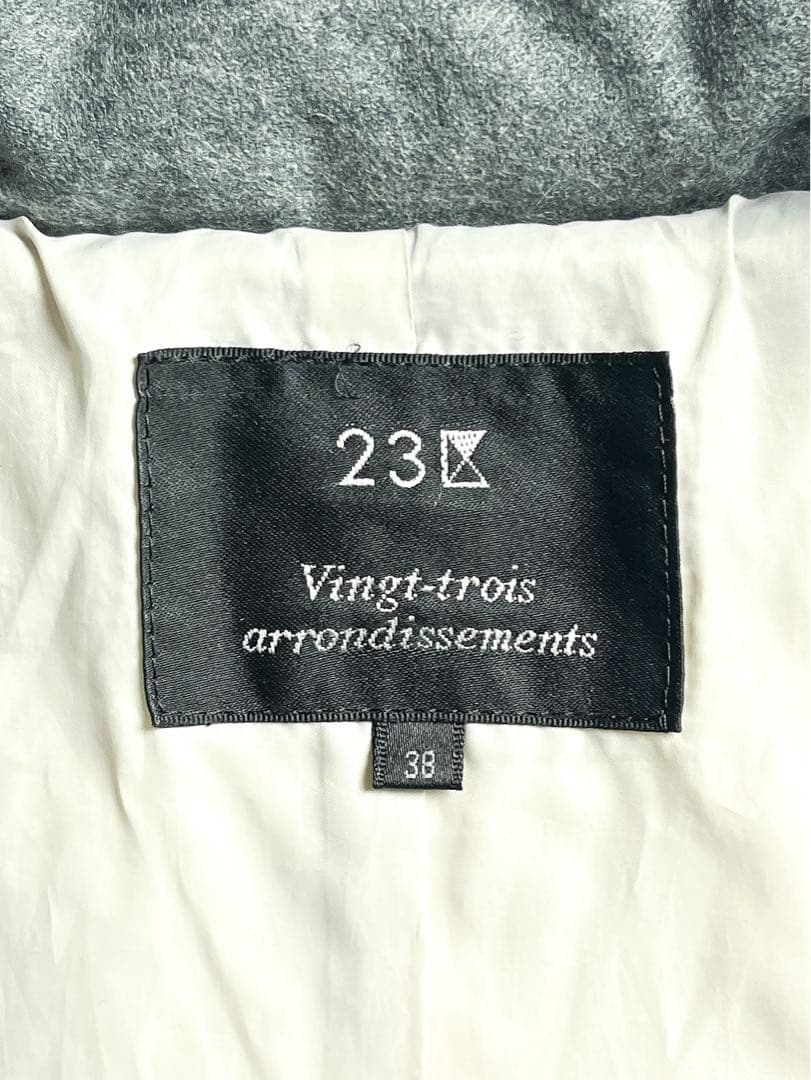 23区
Vingt-trois
arrondissements
38